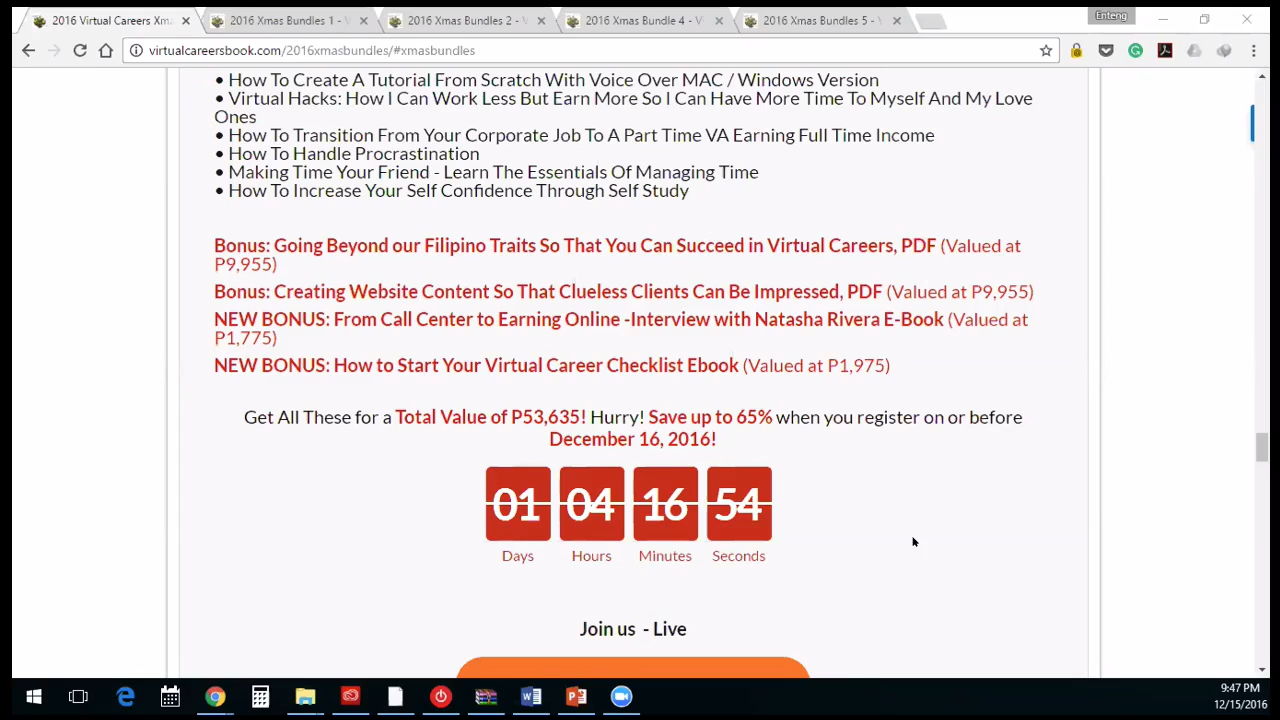 2016 Virtual Careers Xma
2016 Xmas Bundles 1 - V
2016 Xmas Bundles 2 - V
2016 Xmas Bundle 4 - V
2016 Xmas Bundle 5 - V
Enteng
virtualcareersbook.com/2016xmasbundles/#xmasbundles
• How To Create A Tutorial From Scratch With Voice Over MAC / Windows Version
• Virtual Hacks: How I Can Work Less But Earn More So I Can Have More Time To Myself And My Love
Ones
• How To Transition From Your Corporate Job To A Part Time VA Earning Full Time Income
• How To Handle Procrastination
• Making Time Your Friend - Learn The Essentials Of Managing Time
• How To Increase Your Self Confidence Through Self Study
Bonus: Going Beyond our Filipino Traits So That You Can Succeed in Virtual Careers, PDF (Valued at
P9,955)
Bonus: Creating Website Content So That Clueless Clients Can Be Impressed, PDF (Valued at P9,955)
NEW BONUS: From Call Center to Earning Online -Interview with Natasha Rivera E-Book (Valued at
P1,775)
NEW BONUS: How to Start Your Virtual Career Checklist Ebook (Valued at P1,975)
Get All These for a Total Value of P53,635! Hurry! Save up to 65% when you register on or before
December 16, 2016!
01 04 16 54
Days Hours Minutes Seconds
Join us - Live
9:47 PM
12/15/2016